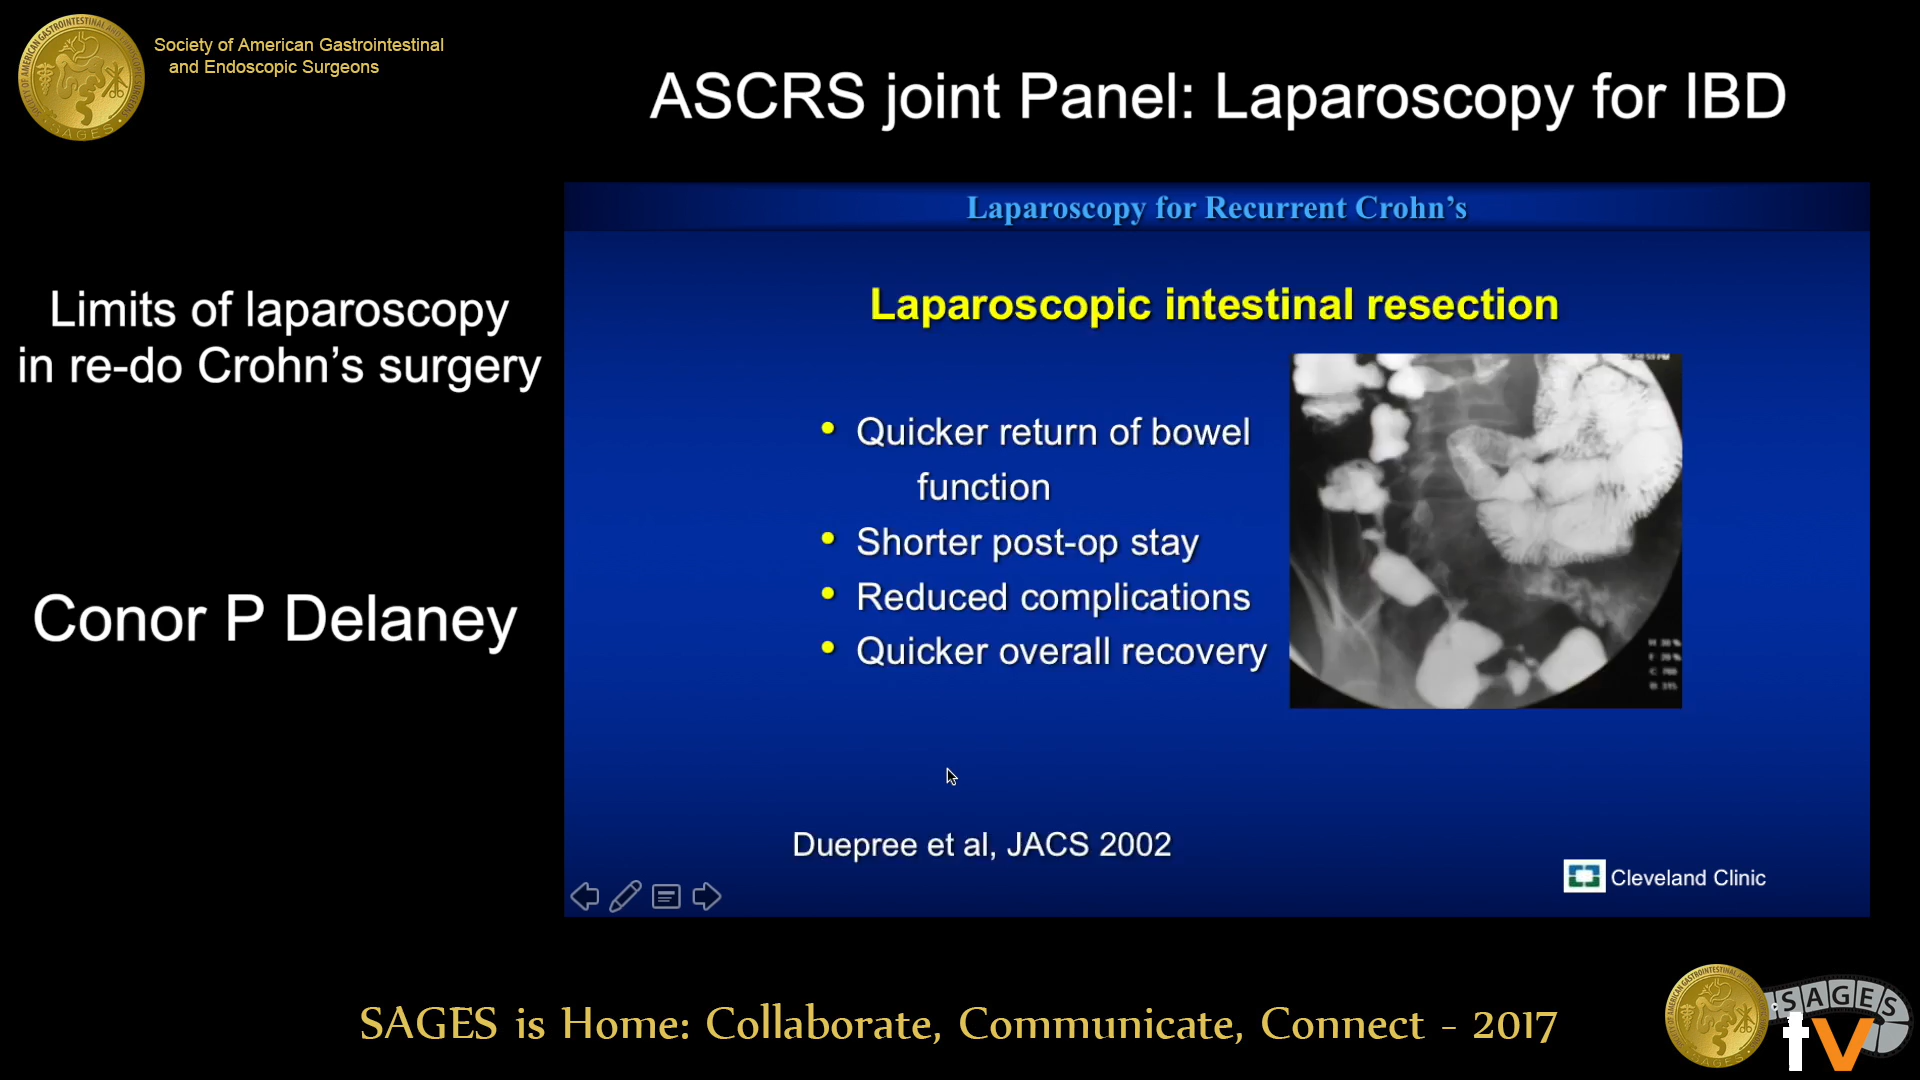 Society of American Gastrointestinal
and Endoscopic Surgeons
ASCRS joint Panel: Laparoscopy for IBD
Limits of laparoscopy
in re-do Crohn's surgery
Conor P Delaney
Laparoscopy for Recurrent Crohn's
Laparoscopic intestinal resection
• Quicker return of bowel
function
• Shorter post-op stay
• Reduced complications
• Quicker overall recovery
Duepree et al, JACS 2002
Cleveland Clinic
SAGES is Home: Collaborate, Communicate, Connect - 2017
SAGES
tv